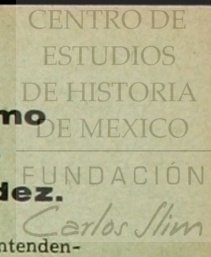 CENTRO DE
ESTUDIOS
DE HISTORIA
mo
DE MEXICO
FUNDACIÓN
dez.
Carlos Slim
ntenden-